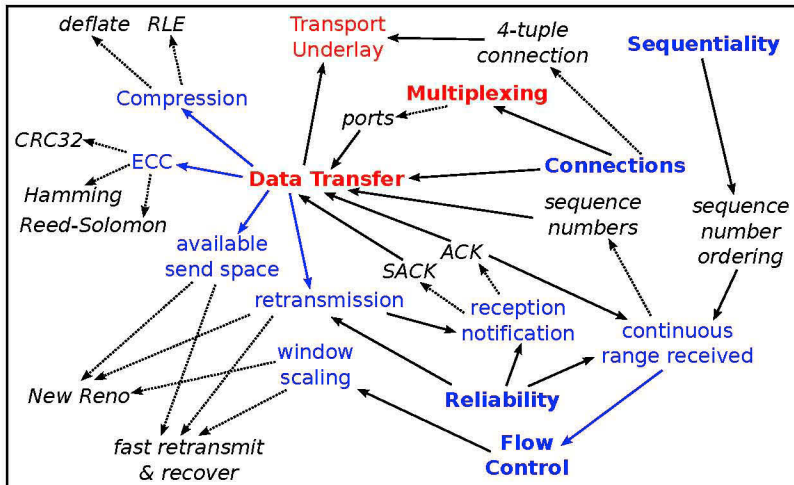 deflate RLE
Transport
Underlay
4-tuple
connection
Sequentiality
Compression
Multiplexing
ports
CRC32
ECC
Data Transfer
Connections
Hamming
Reed-Solomon
sequence
numbers
sequence
number
ordering
available
send space
SACK
ACK
retransmission
reception
notification
continuous
range received
window
scaling
New Reno
Reliability
fast retransmit
& recover
Flow
Control